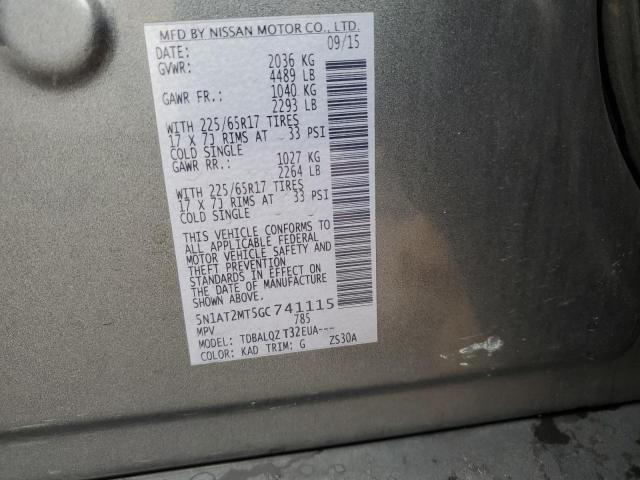 MFD BY NISSAN MOTOR CO., LTD.
DATE: 09/15
GVWR: 2036 KG
4489 LB
GAWR FR.: 1040 KG
2293 LB
WITH 225/65R17 TIRES
17 X 7J RIMS AT 33 PSI
COLD SINGLE
GAWR RR.: 1027 KG
2264 LB
WITH 225/65R17 TIRES
17 X 7J RIMS AT 33 PSI
COLD SINGLE - -
THIS VEHICLE CONFORMS TO
ALL APPLICABLE FEDERAL
MOTOR VEHICLE SAFETY AND
THEFT PREVENTION
STANDARDS IN EFFECT ON
THE DATE OF MANUFACTURE
SHOWN ABOVE.
5N1AT2MT5GC741115
MPV 785
MODEL: TDBALQZ T32EUA---
COLOR: KAD TRIM: G ZS30A